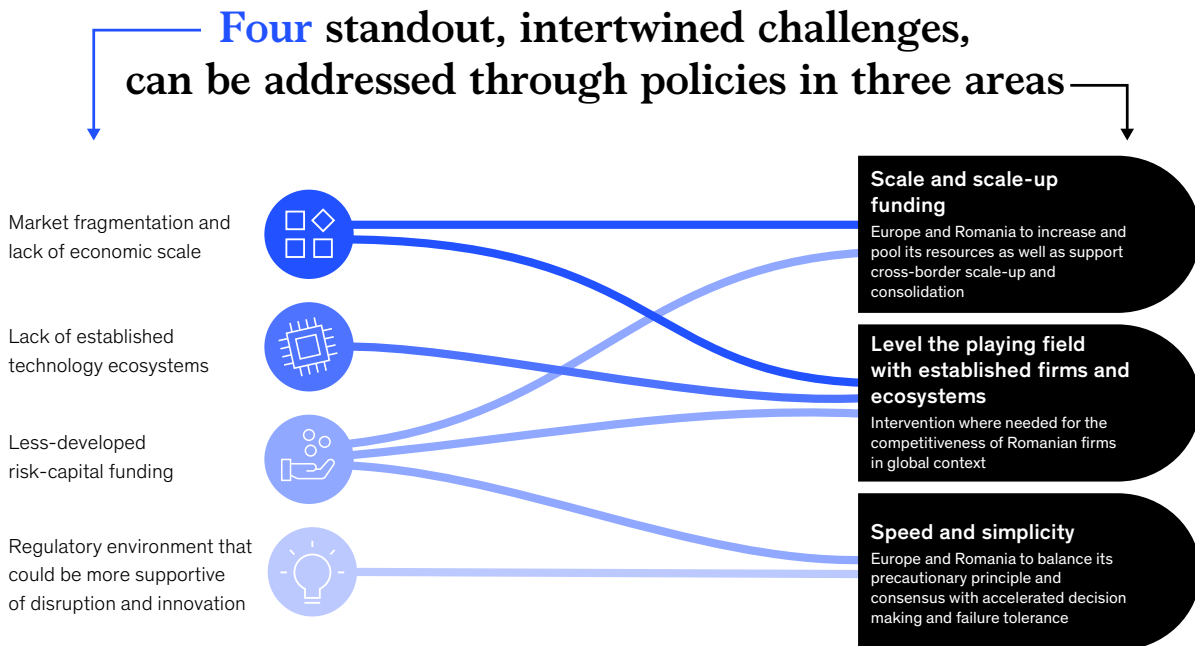 Four standout, intertwined challenges,
can be addressed through policies in three areas
Market fragmentation and
lack of economic scale
Lack of established
technology ecosystems
Less-developed
risk-capital funding
Regulatory environment that
could be more supportive
of disruption and innovation
Scale and scale-up
funding
Europe and Romania to increase and
pool its resources as well as support
cross-border scale-up and
consolidation
Level the playing field
with established firms and
ecosystems
Intervention where needed for the
competitiveness of Romanian firms
in global context
Speed and simplicity
Europe and Romania to balance its
precautionary principle and
consensus with accelerated decision
making and failure tolerance